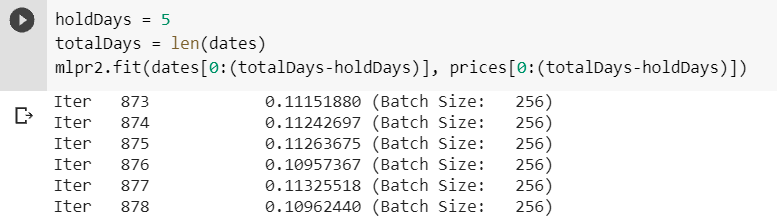 holdDays = 5
totalDays = len(dates)
mlpr2.fit(dates[0:(totalDays-holdDays)], prices[0:(totalDays-holdDays)])
Iter   873             0.11151880 (Batch Size:   256)
Iter   874             0.11242697 (Batch Size:   256)
Iter   875             0.11263675 (Batch Size:   256)
Iter   876             0.10957367 (Batch Size:   256)
Iter   877             0.11325518 (Batch Size:   256)
Iter   878             0.10962440 (Batch Size:   256)